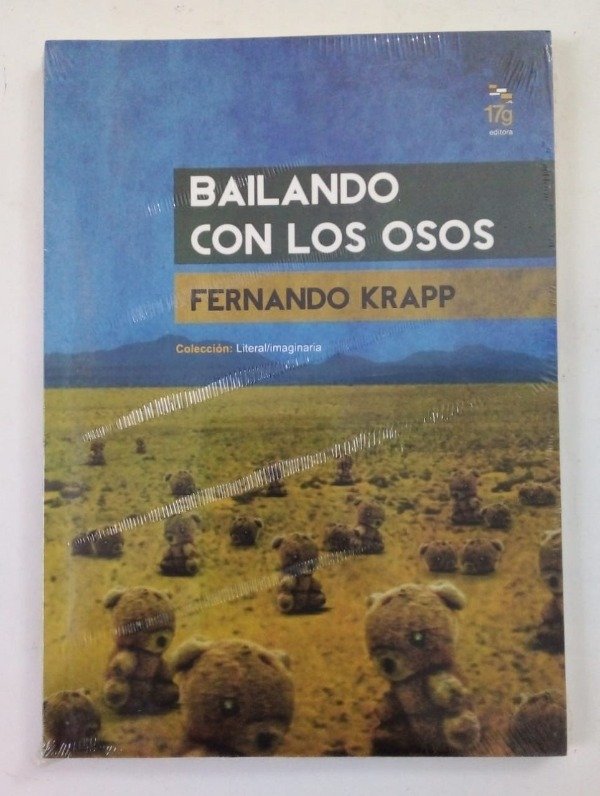 17g
editora
BAILANDO
CON LOS OSOS
FERNANDO KRAPP
Colección: Literal/imaginaria